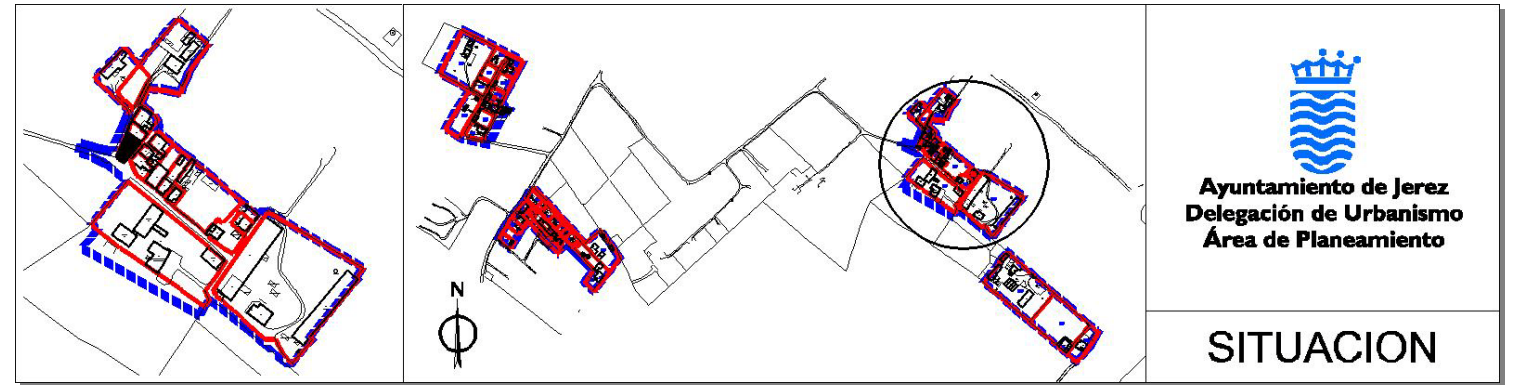 N
Ayuntamiento de Jerez
Delegación de Urbanismo
Área de Planeamiento
SITUACION